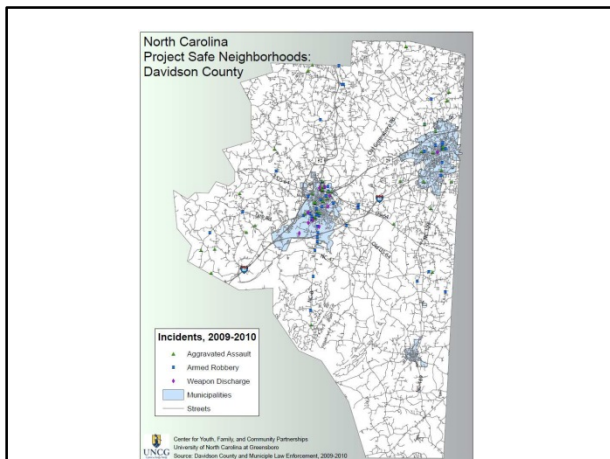 North Carolina
Project Safe Neighborhoods:
Davidson County
Incidents, 2009-2010
Aggravated Assault
Armed Robbery
Weapon Discharge
Municipalities
Streets
UNCG
Center for Youth, Family, and Community Partnerships
University of North Carolina at Greensboro
Source: Davidson County and Municiple Law Enforcement, 2009-2010